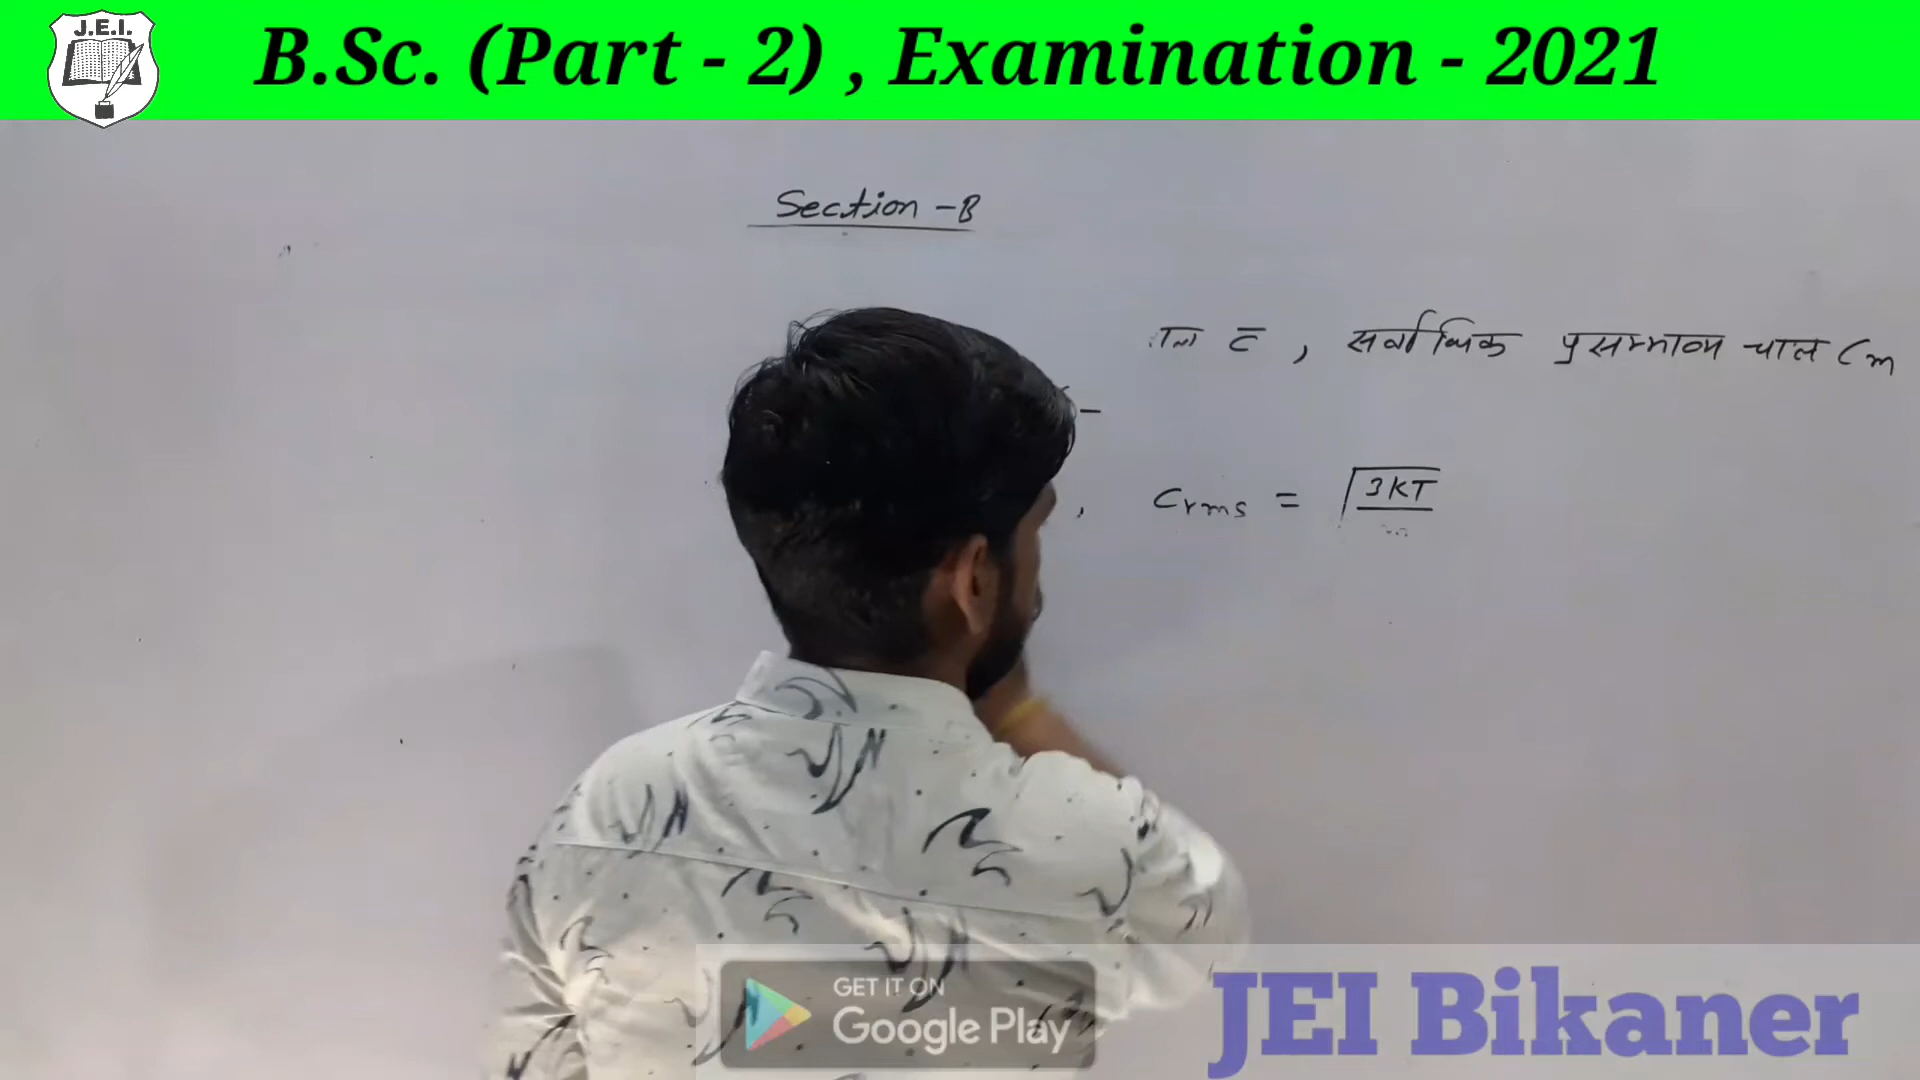 J.E.I.
B.Sc. (Part - 2) , Examination - 2021
Section - B
c̅ , सर्वाधिक प्रसम्भाव्य चाल Cm
-
, Crms = √3KT
GET IT ON
Google Play
JEI Bikaner